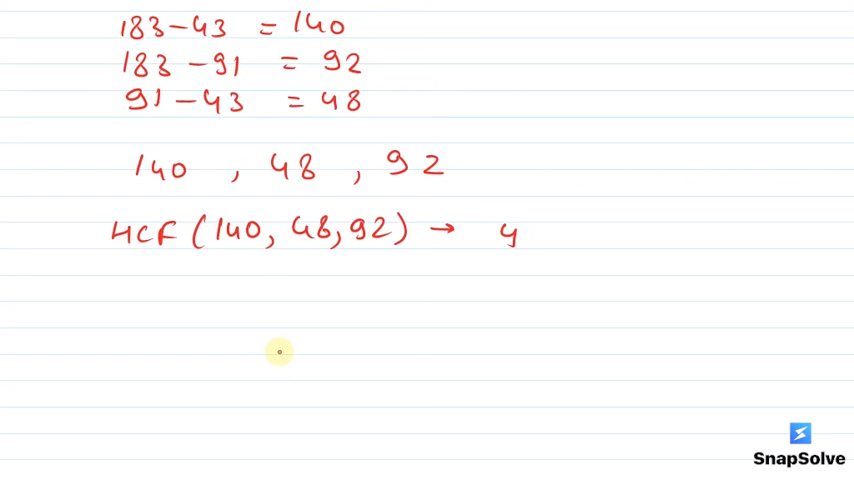 183 - 43 = 140
183 - 91 = 92
91 - 43 = 48
140 , 48 , 92
HCF (140, 48, 92) → 4
SnapSolve